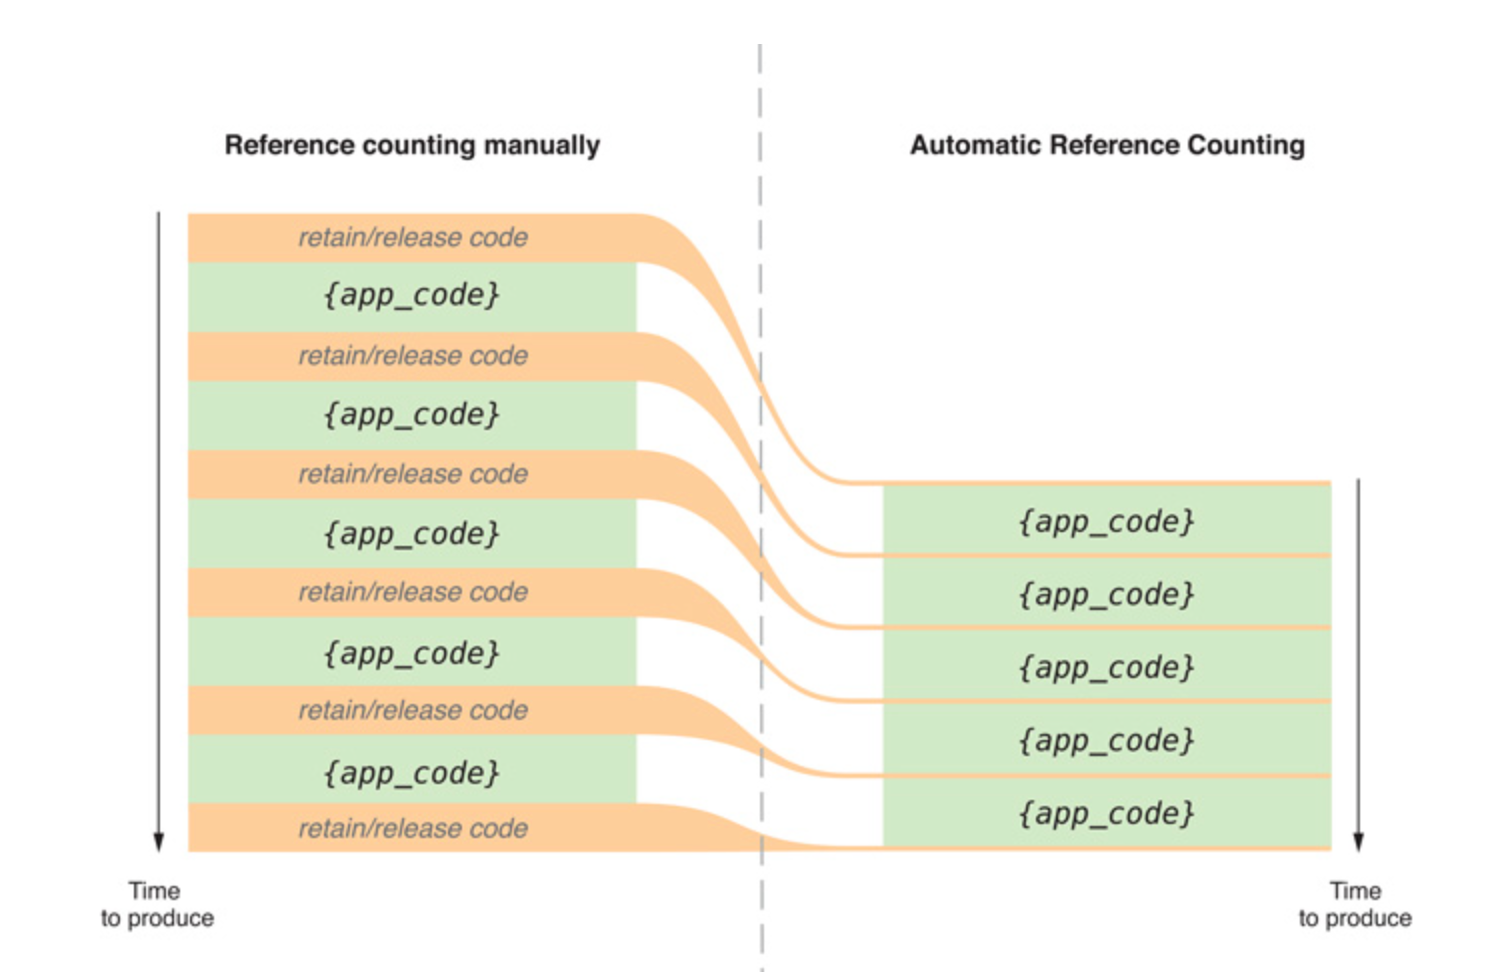 Reference counting manually
Automatic Reference Counting
retain/release code
{app_code}
retain/release code
{app_code}
retain/release code
{app_code}
retain/release code
{app_code}
retain/release code
{app_code}
retain/release code
{app_code}
{app_code}
{app_code}
{app_code}
{app_code}
Time
to produce
Time
to produce